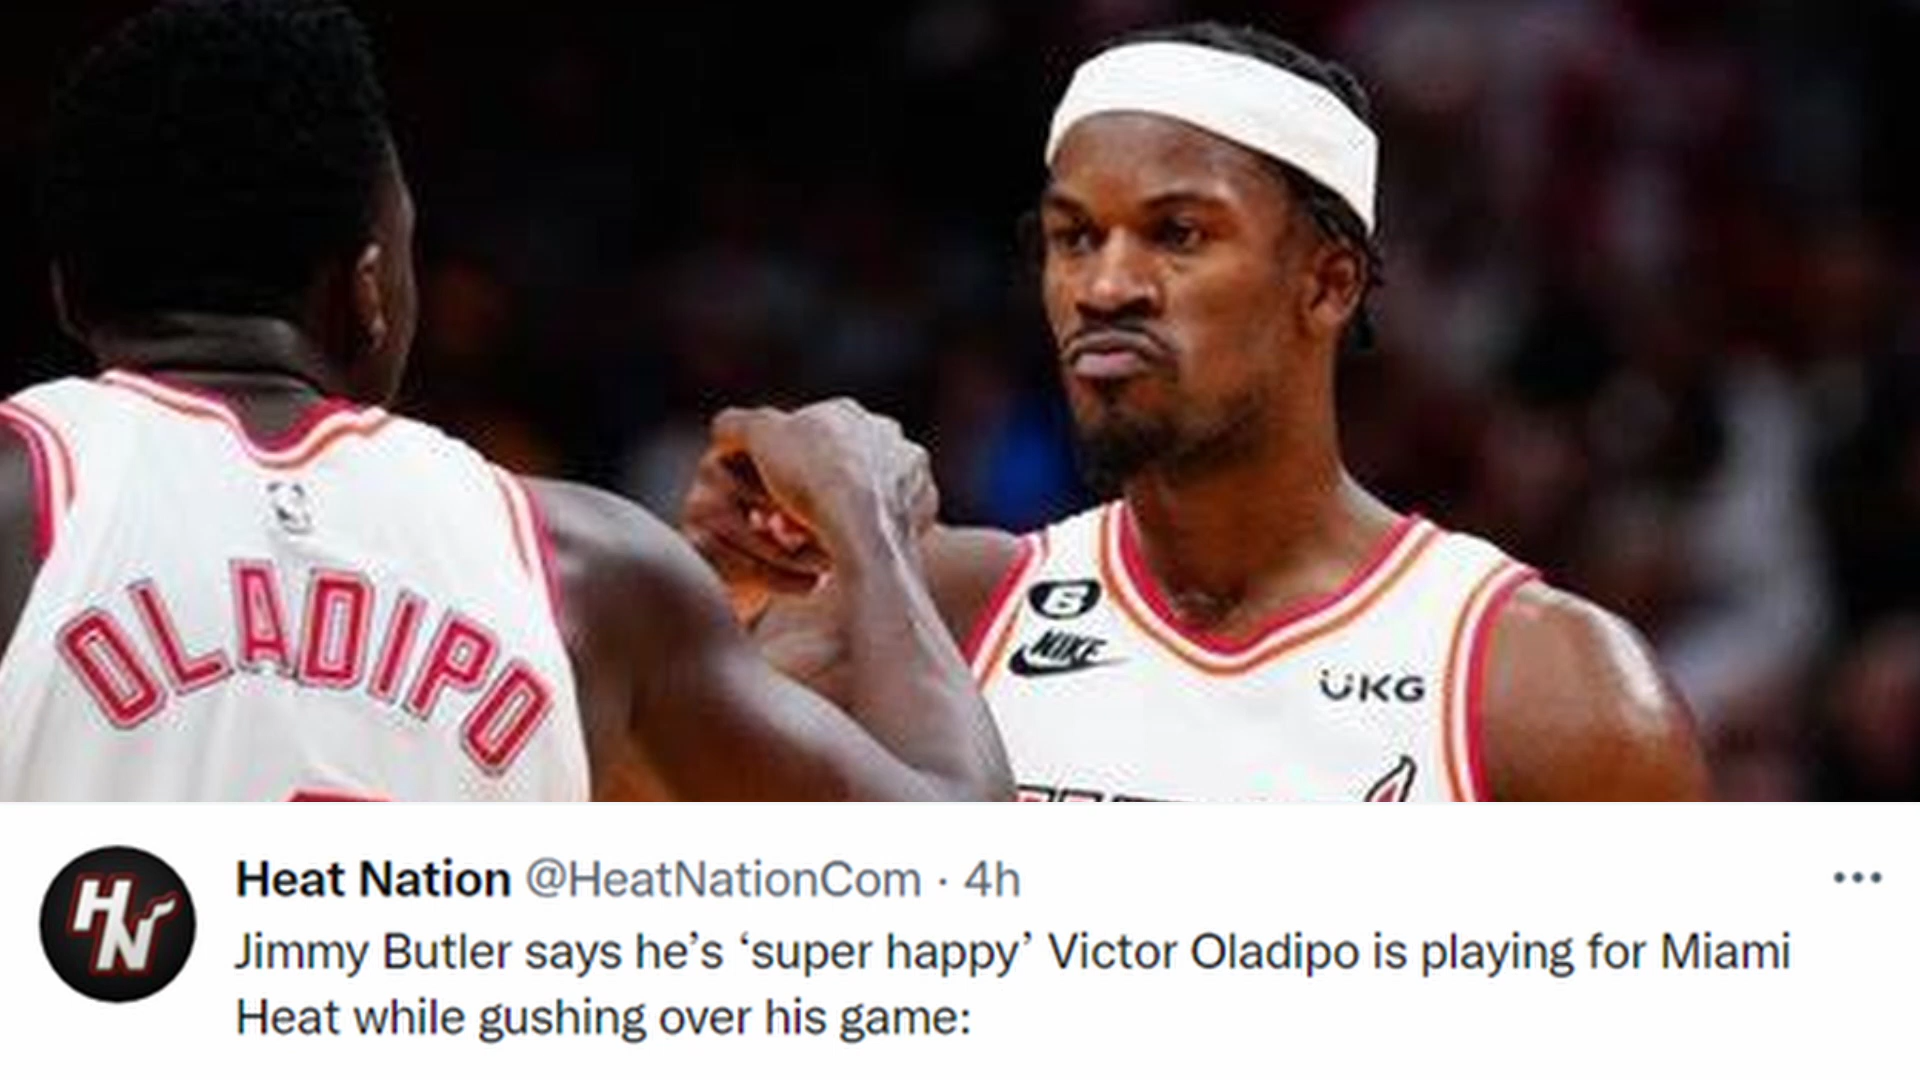 OLADIPO
6
NIKE
UKG
HN
Heat Nation @HeatNationCom · 4h
Jimmy Butler says he’s ‘super happy’ Victor Oladipo is playing for Miami
Heat while gushing over his game: